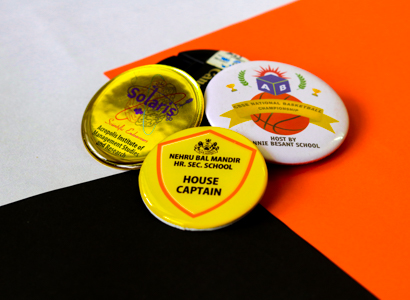 Solaris
Acropolis Institute of
Management Studies
and Research
A B
CBSE NATIONAL BASKETBALL
CHAMPIONSHIP
HOST BY
NNIE BESANT SCHOOL
NEHRU BAL MANDIR
HR. SEC. SCHOOL
HOUSE
CAPTAIN